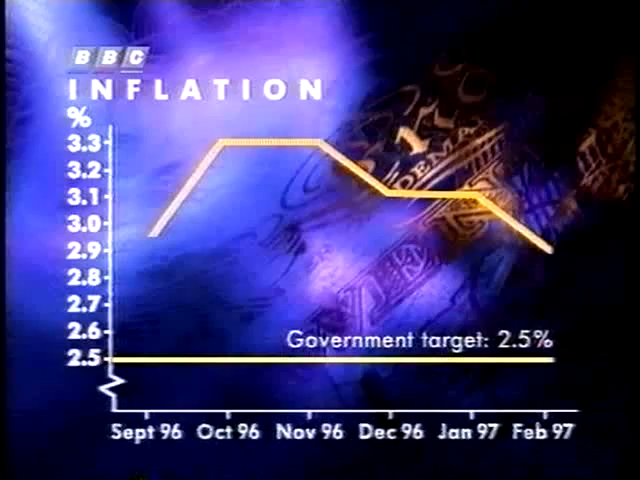 BBC
INFLATION
%
3.3
3.2
3.1
3.0
2.9
2.8
2.7
2.6
2.5
Government target: 2.5%
Sept 96 Oct 96 Nov 96 Dec 96 Jan 97 Feb 97